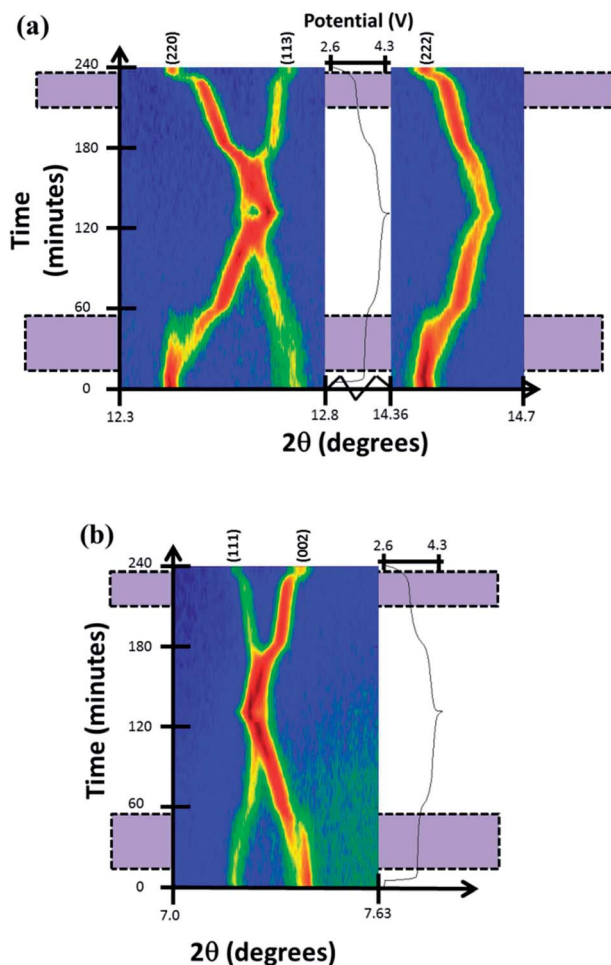 (a)
Potential (V)
2.6 4.3
(220) (113) (222)
240
180
120
60
0
Time
(minutes)
12.3 12.8 14.36 14.7
2θ (degrees)
(b)
(111) (002)
2.6 4.3
240
180
120
60
0
Time (minutes)
7.0 7.63
2θ (degrees)